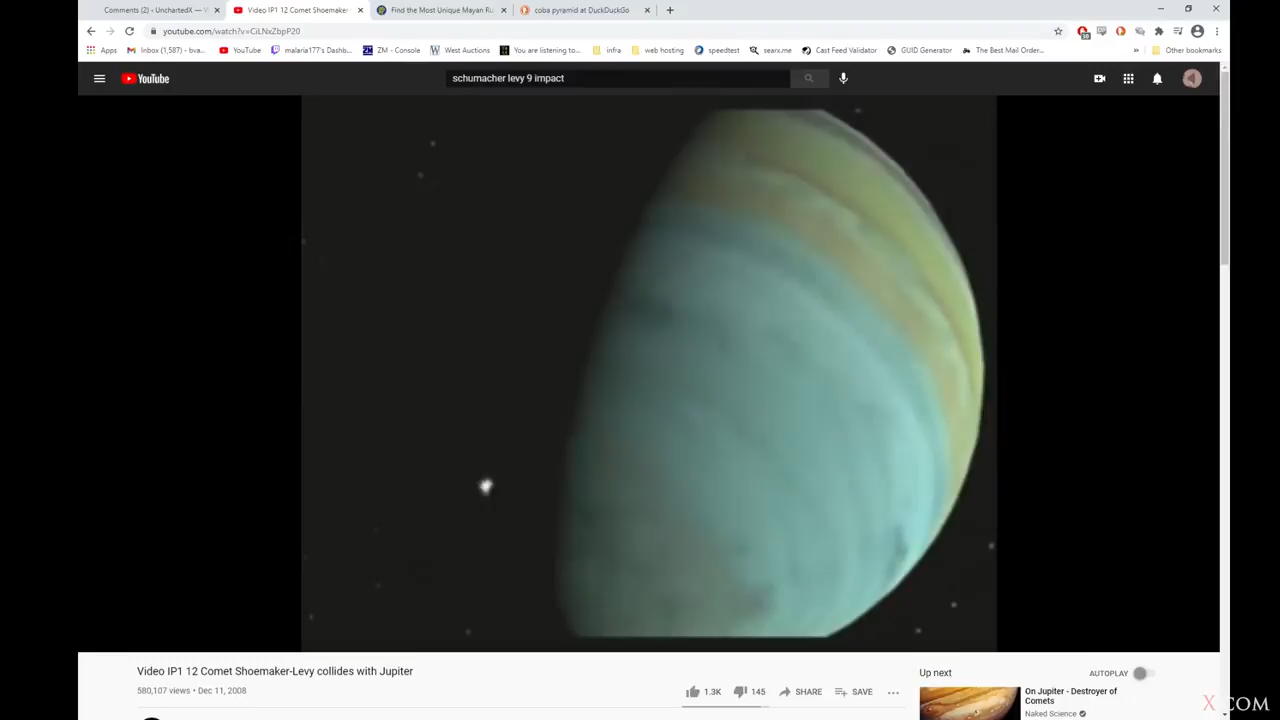 Comments (2) - UnchartedX — V
Video IP1 12 Comet Shoemaker-
Find the Most Unique Mayan Ru
coba pyramid at DuckDuckGo
youtube.com/watch?v=CiLNxZbpP20
Apps
Inbox (1,587) - bva...
YouTube
malaria177's Dashb...
ZM - Console
West Auctions
You are listening to...
infra
web hosting
speedtest
searx.me
Cast Feed Validator
GUID Generator
The Best Mail Order...
»
Other bookmarks
YouTube
schumacher levy 9 impact
Video IP1 12 Comet Shoemaker-Levy collides with Jupiter
580,107 views • Dec 11, 2008
1.3K
145
SHARE
SAVE
Up next
AUTOPLAY
On Jupiter - Destroyer of
Comets
Naked Science
X.COM